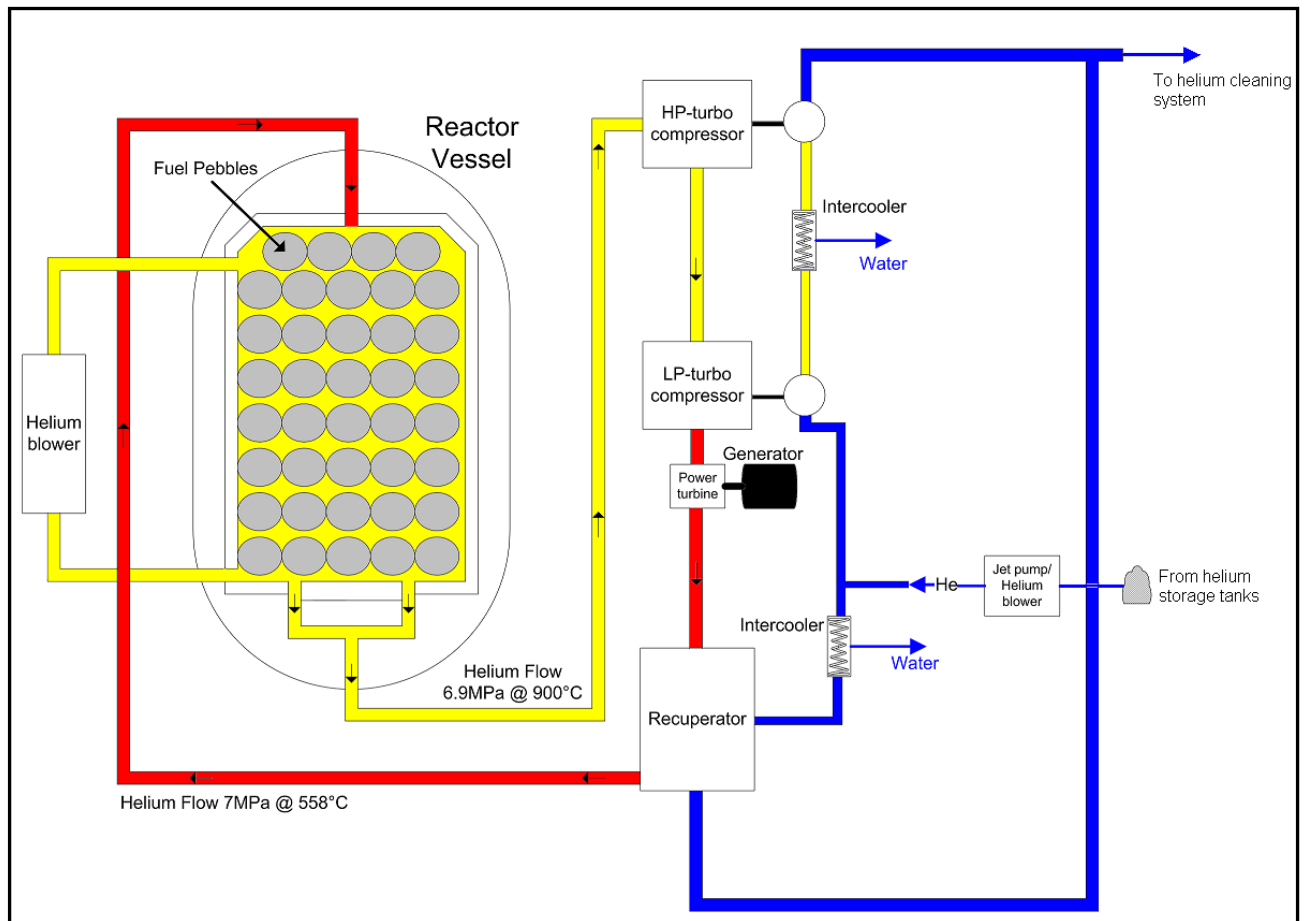 To helium cleaning
system
HP-turbo
compressor
Reactor
Vessel
Fuel Pebbles
Intercooler
Water
LP-turbo
compressor
Helium
blower
Generator
Power
turbine
Jet pump/
Helium
blower
He
From helium
storage tanks
Intercooler
Water
Helium Flow
6.9MPa @ 900°C
Recuperator
Helium Flow 7MPa @ 558°C